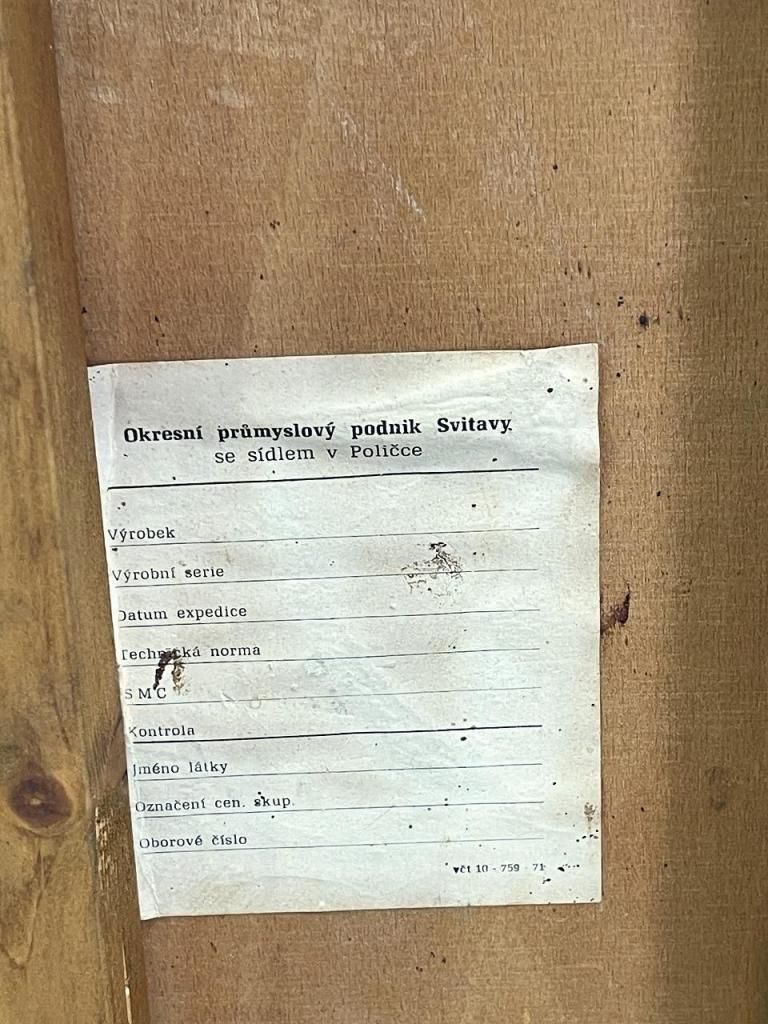 Okresní průmyslový podnik Svitavy
se sídlem v Poličce
Výrobek
Výrobní serie
Datum expedice
Technická norma
SMC
Kontrola
Jméno látky
Označení cen. skup.
Oborové číslo
včt 10 - 759 - 71